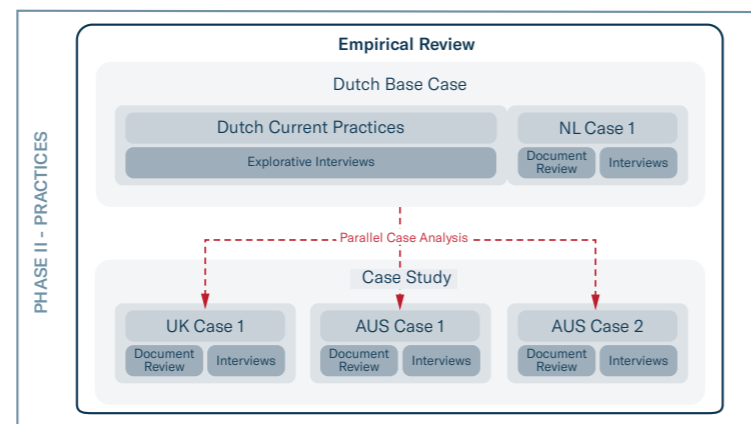 PHASE II - PRACTICES
Empirical Review
Dutch Base Case
Dutch Current Practices
Explorative Interviews
NL Case 1
Document
Review
Interviews
Parallel Case Analysis
Case Study
UK Case 1
Document
Review
Interviews
AUS Case 1
Document
Review
Interviews
AUS Case 2
Document
Review
Interviews